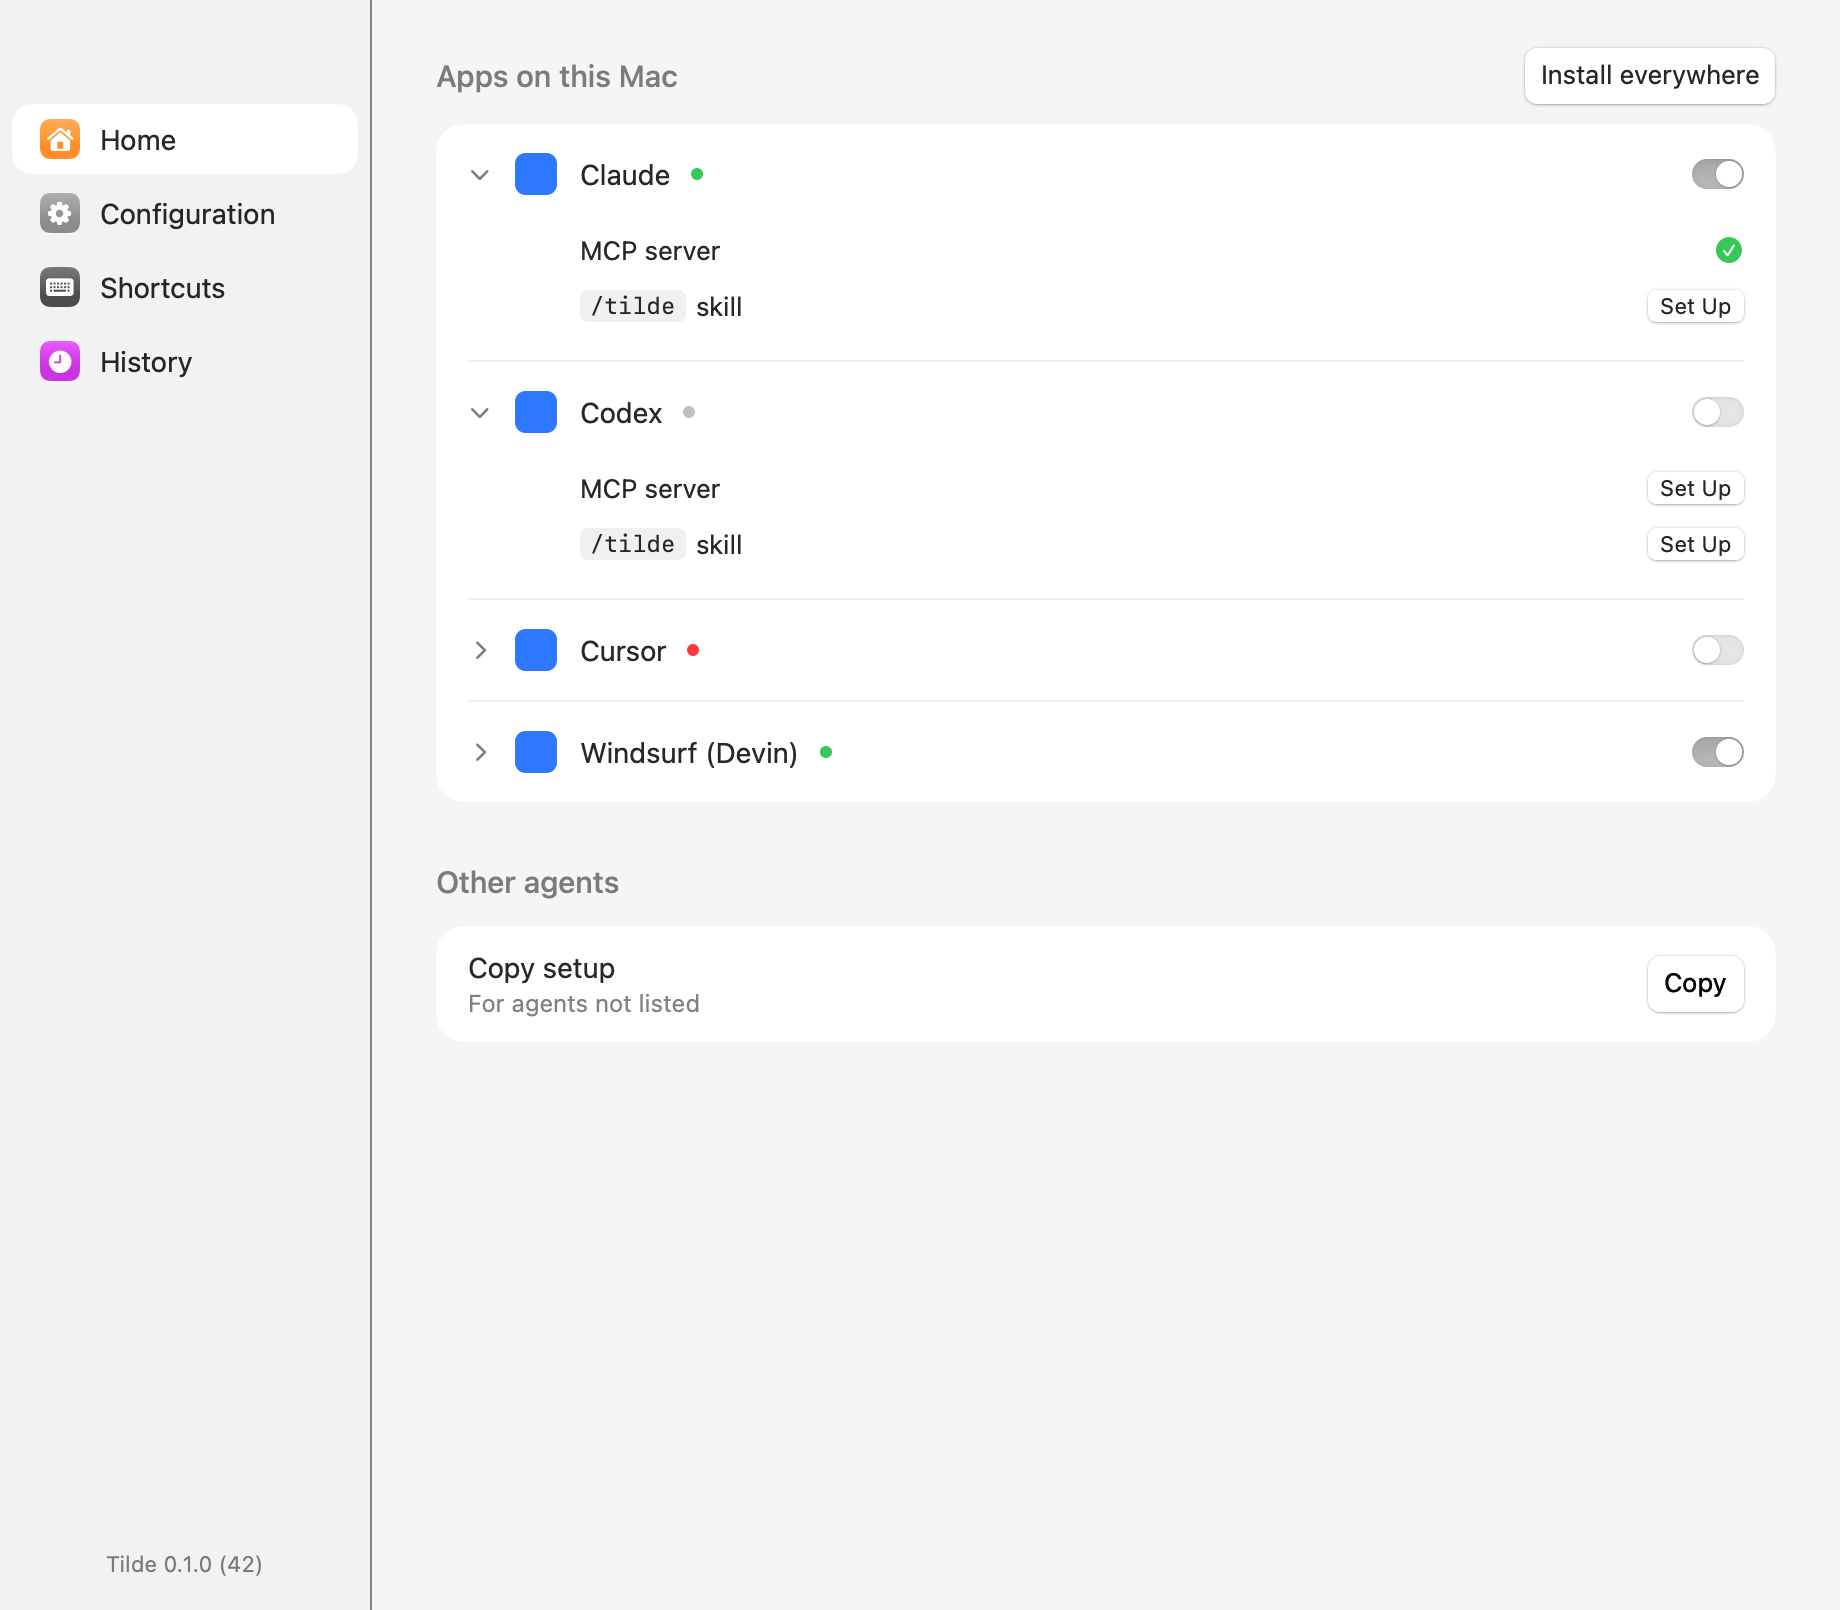 Apps on this Mac
Install everywhere
Home
Configuration
Shortcuts
History
Claude
MCP server
/tilde skill
Set Up
Codex
MCP server
Set Up
/tilde skill
Set Up
Cursor
Windsurf (Devin)
Other agents
Copy setup
For agents not listed
Copy
Tilde 0.1.0 (42)